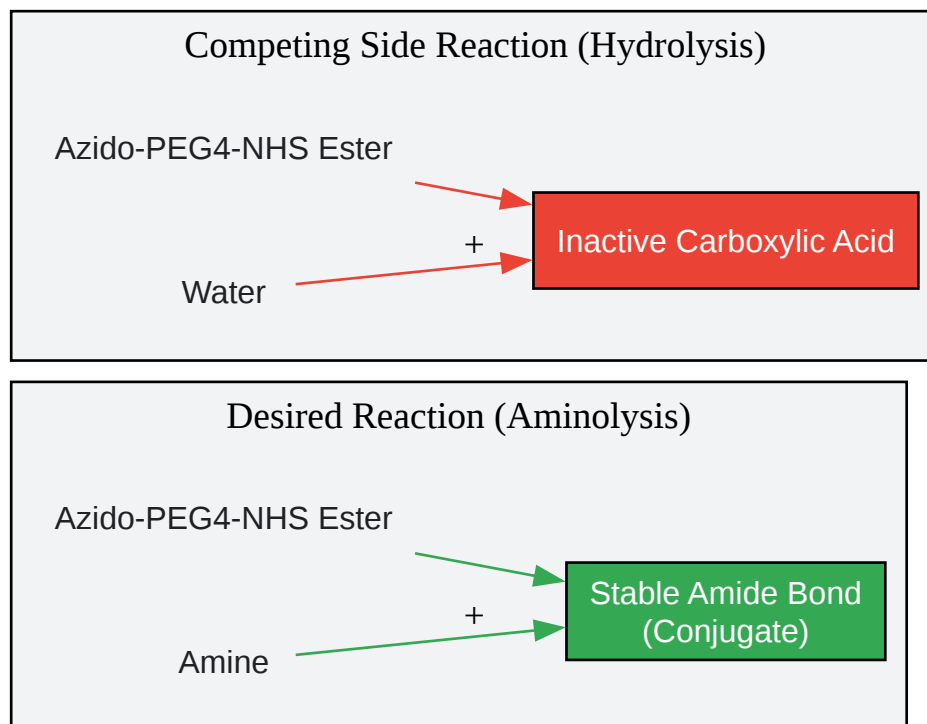 Competing Side Reaction (Hydrolysis)
Azido-PEG4-NHS Ester
+
Inactive Carboxylic Acid
Water
Desired Reaction (Aminolysis)
Azido-PEG4-NHS Ester
+
Stable Amide Bond
(Conjugate)
Amine